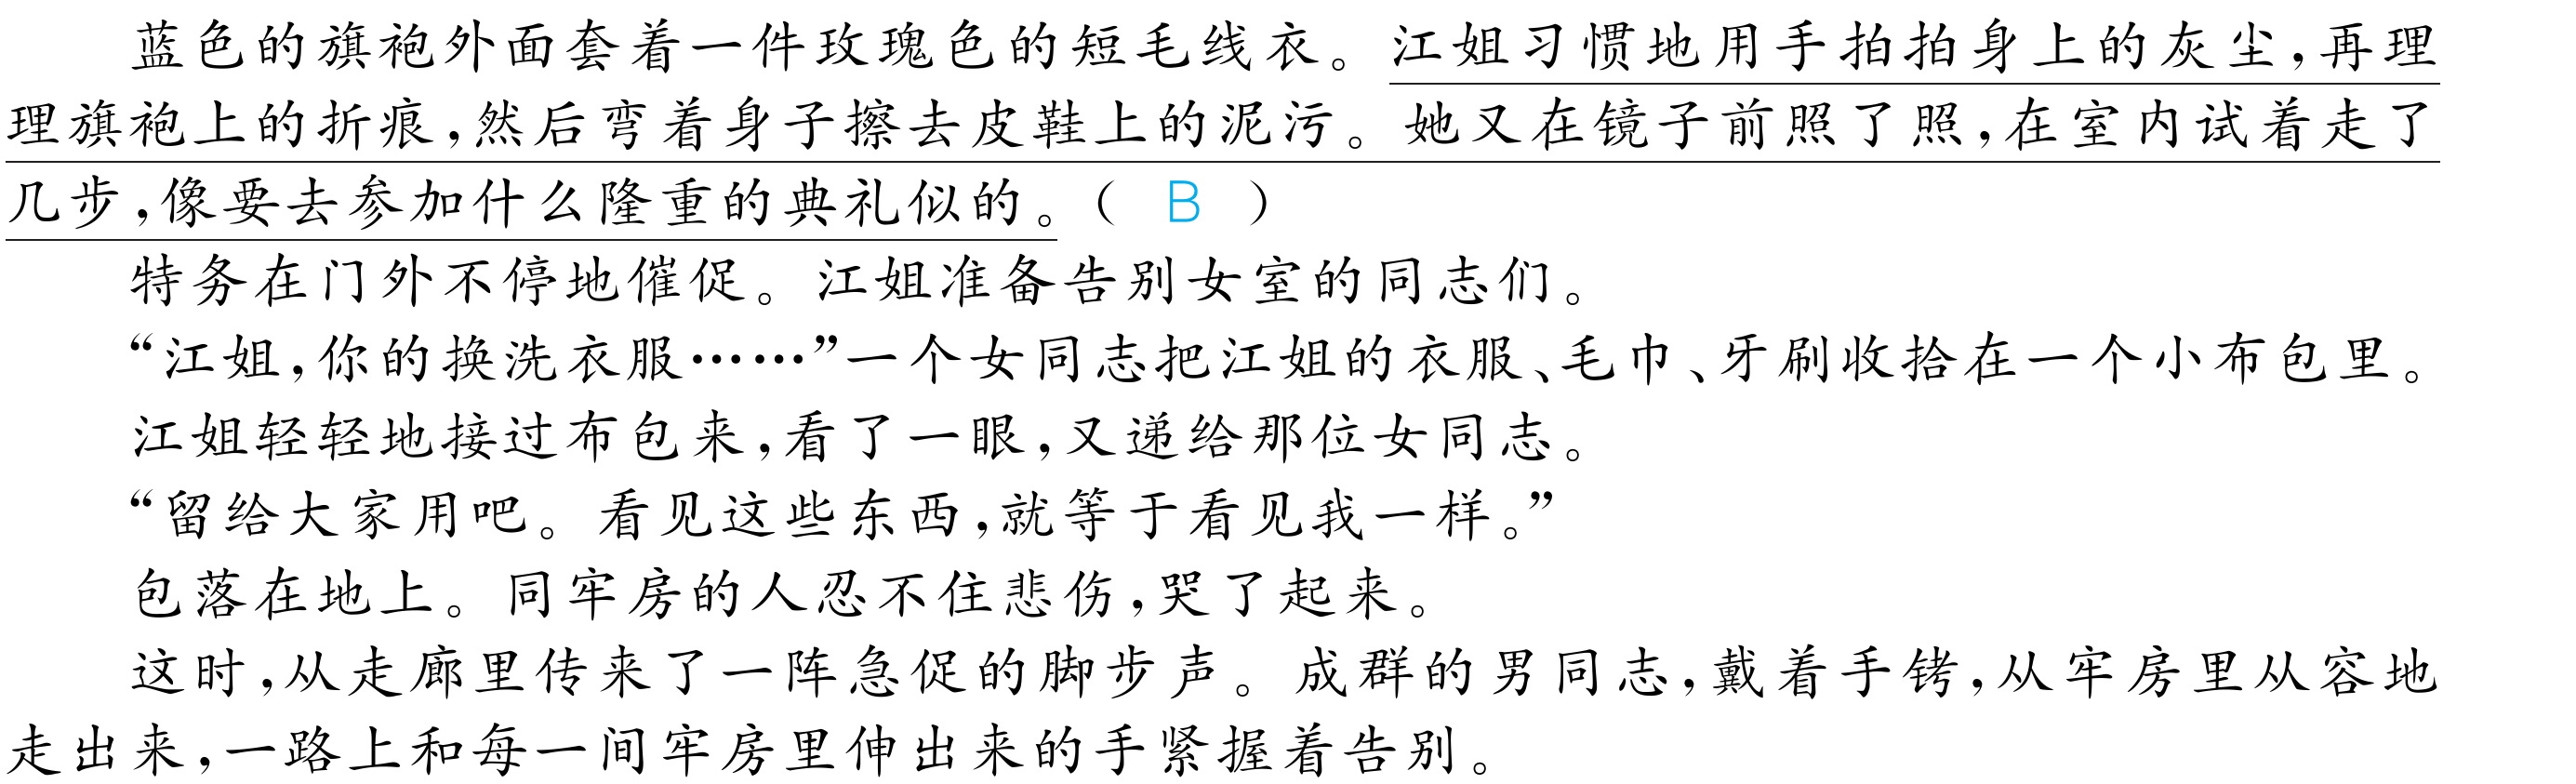 蓝色的旗袍外面套着一件玫瑰色的短毛线衣。江姐习惯地用手拍拍身上的灰尘,再理
理旗袍上的折痕,然后弯着身子擦去皮鞋上的泥污。她又在镜子前照了照,在室内试着走了
几步,像要去参加什么隆重的典礼似的。( B )
特务在门外不停地催促。江姐准备告别女室的同志们。
“江姐,你的换洗衣服……”一个女同志把江姐的衣服、毛巾、牙刷收拾在一个小布包里。
江姐轻轻地接过布包来,看了一眼,又递给那位女同志。
“留给大家用吧。看见这些东西,就等于看见我一样。”
包落在地上。同牢房的人忍不住悲伤,哭了起来。
这时,从走廊里传来了一阵急促的脚步声。成群的男同志,戴着手铐,从牢房里从容地
走出来,一路上和每一间牢房里伸出来的手紧握着告别。